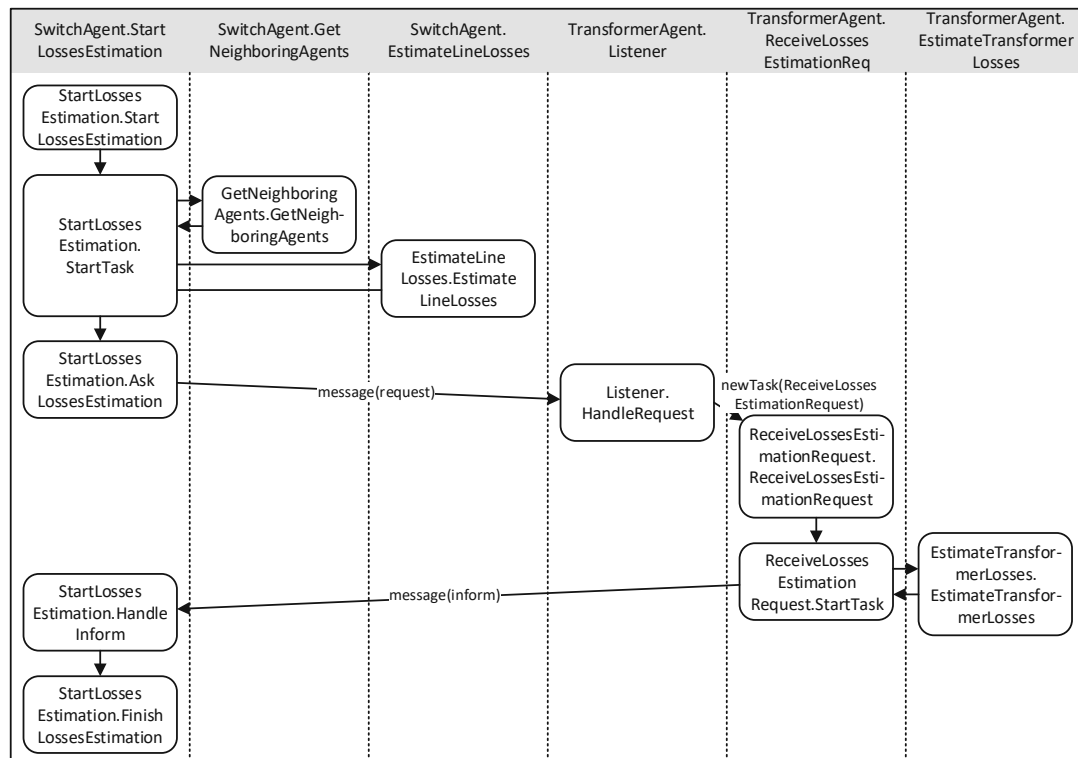 SwitchAgent.Start
LossesEstimation
SwitchAgent.Get
NeighboringAgents
SwitchAgent.
EstimateLineLosses
TransformerAgent.
Listener
TransformerAgent.
ReceiveLosses
EstimationReq
TransformerAgent.
EstimateTransformer
Losses
StartLosses
Estimation.Start
LossesEstimation
StartLosses
Estimation.
StartTask
GetNeighboring
Agents.GetNeigh-
boringAgents
EstimateLine
Losses.Estimate
LineLosses
StartLosses
Estimation.Ask
LossesEstimation
message(request)
Listener.
HandleRequest
newTask(ReceiveLosses
EstimationRequest)
ReceiveLossesEsti-
mationRequest.
ReceiveLossesEsti-
mationRequest
ReceiveLosses
Estimation
Request.StartTask
EstimateTransfor-
merLosses.
EstimateTransfor-
merLosses
message(inform)
StartLosses
Estimation.Handle
Inform
StartLosses
Estimation.Finish
LossesEstimation